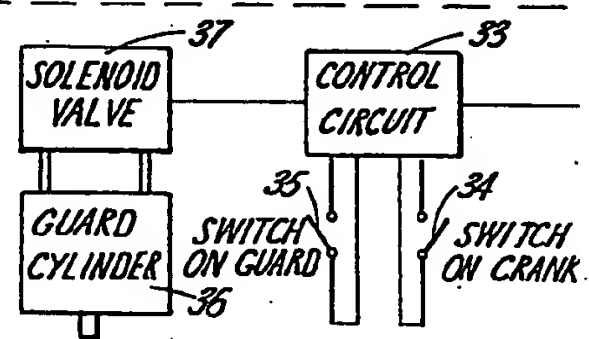 37
SOLENOID
VALVE
33
CONTROL
CIRCUIT
GUARD
CYLINDER
36
35
SWITCH
ON GUARD
34
SWITCH
ON CRANK